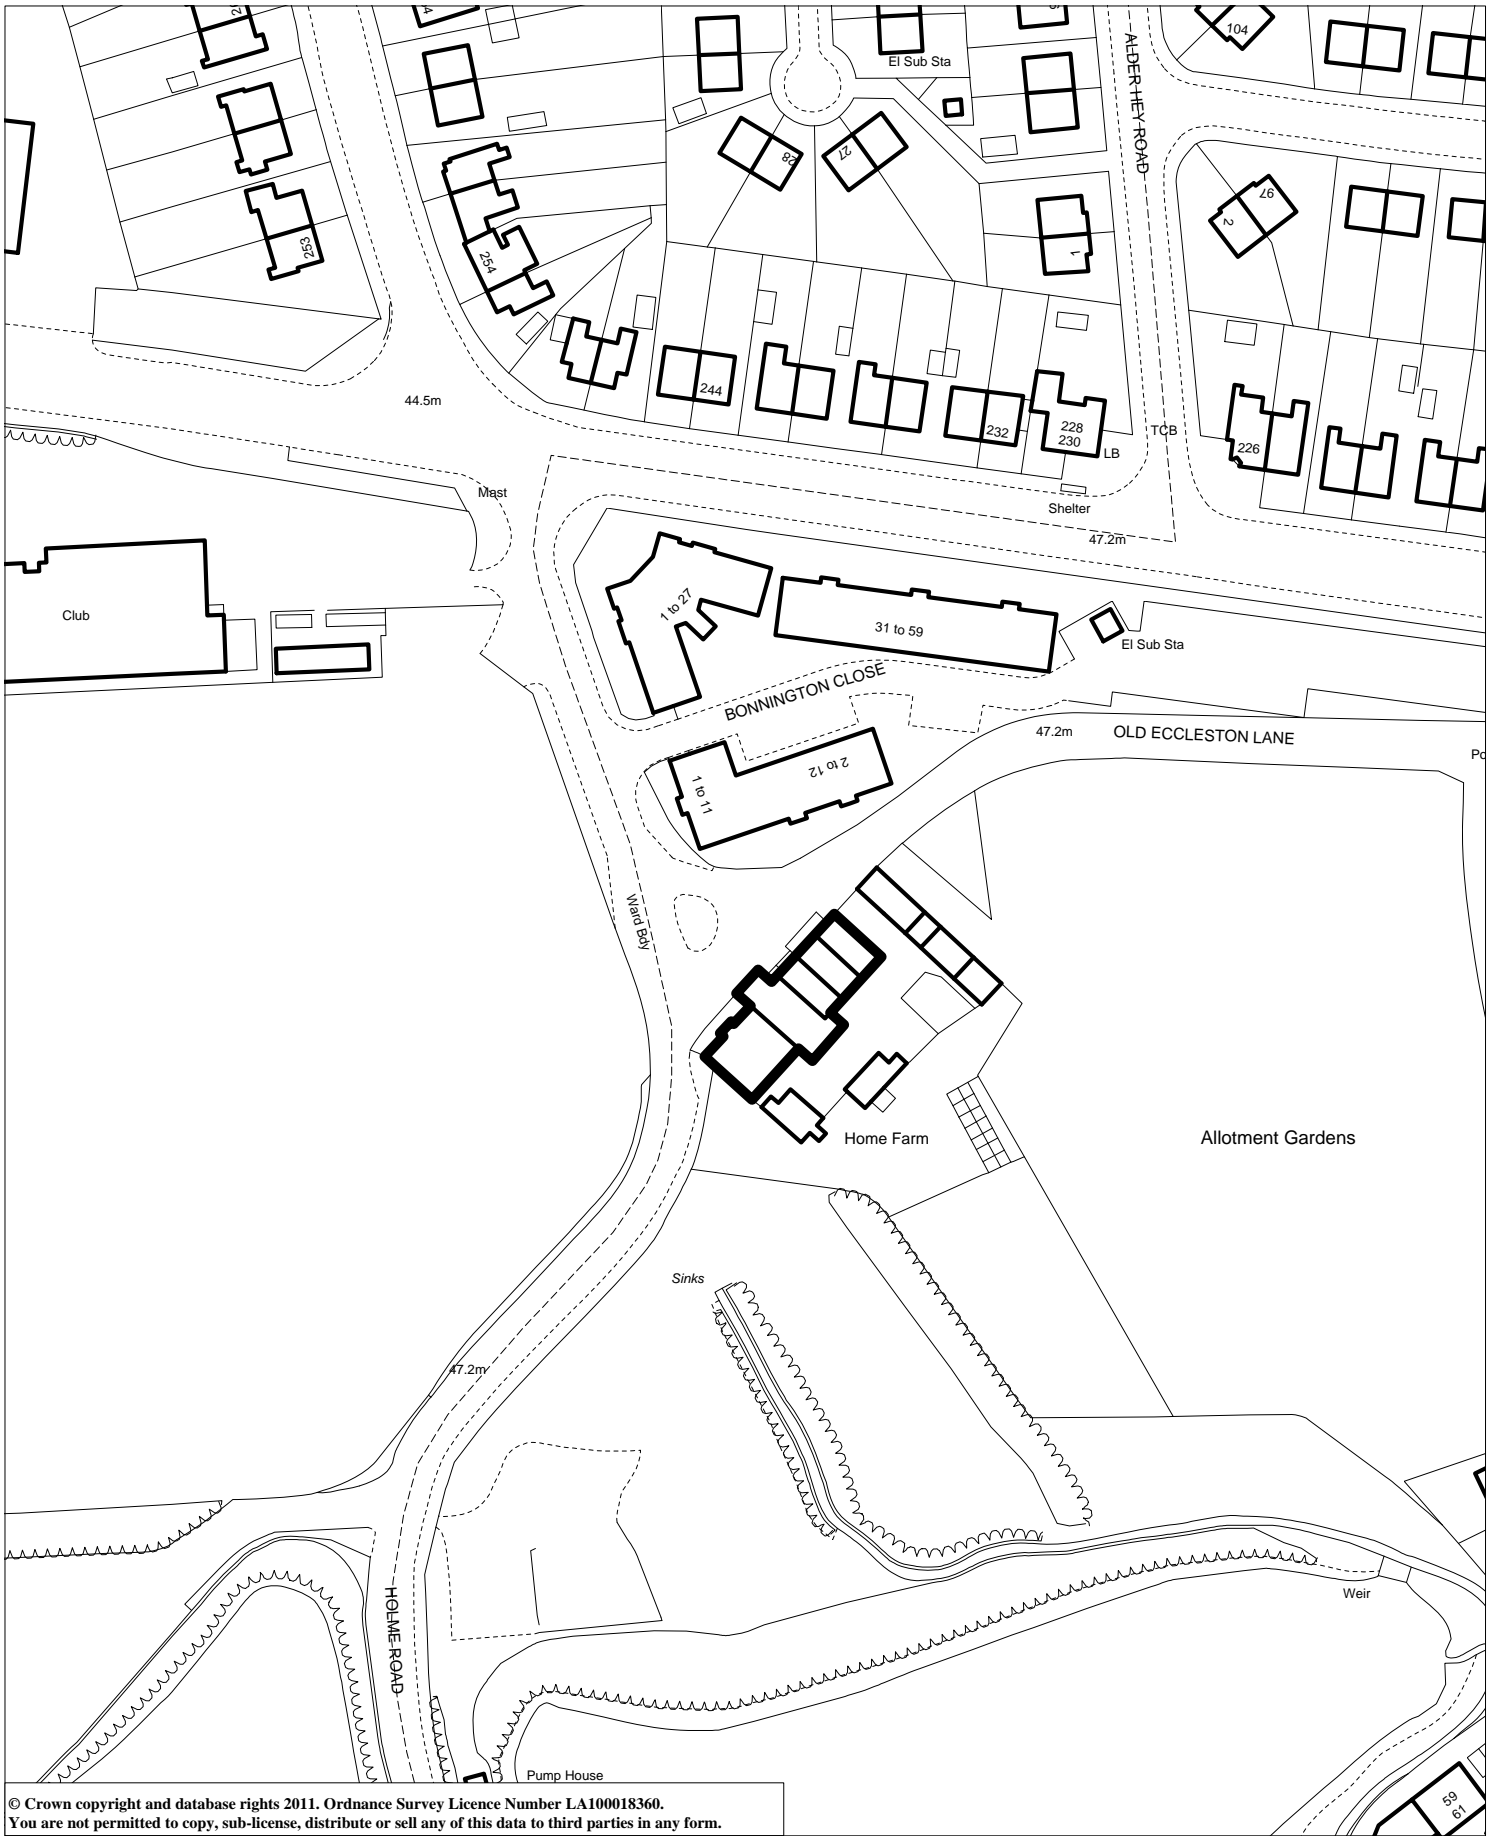 104
El Sub Sta
ALDER HEY ROAD
28
27
97
2
253
254
1
44.5m
244
232
228
230
LB
TCB
226
Mast
Shelter
47.2m
Club
1 to 27
31 to 59
El Sub Sta
BONNINGTON CLOSE
47.2m
OLD ECCLESTON LANE
1 to 11
2 to 12
Ward Bdy
Home Farm
Allotment Gardens
Sinks
47.2m
HOLME ROAD
Weir
Pump House
59
61
© Crown copyright and database rights 2011. Ordnance Survey Licence Number LA100018360.
You are not permitted to copy, sub-license, distribute or sell any of this data to third parties in any form.